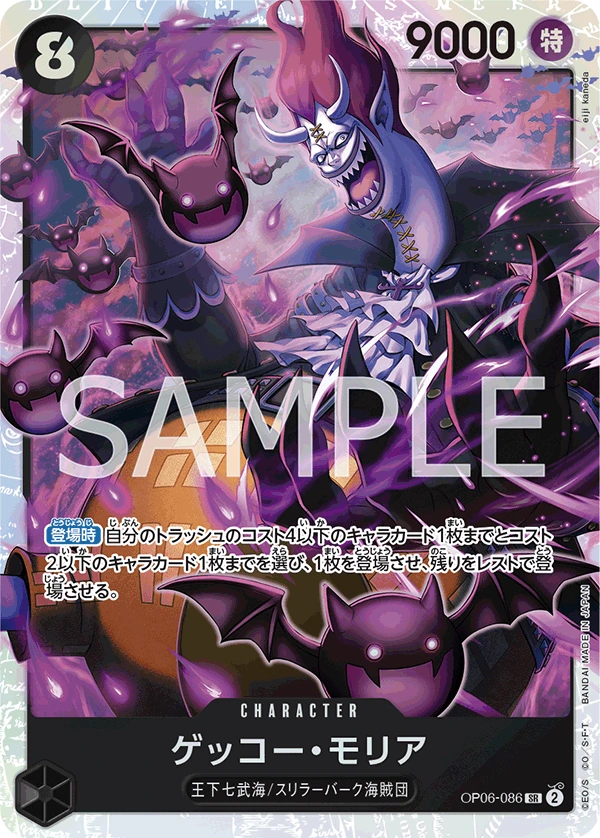 8
9000
特
eiji kaneda
SAMPLE
登場時 自分のトラッシュのコスト4以下のキャラカード1枚までとコスト
2以下のキャラカード1枚までを選び、1枚を登場させ、残りをレストで登
場させる。
CHARACTER
ゲッコー・モリア
王下七武海/スリラーバーク海賊団
OP06-086 SR 2
©E.O/S ©O/S・F・T BANDAI MADE IN JAPAN